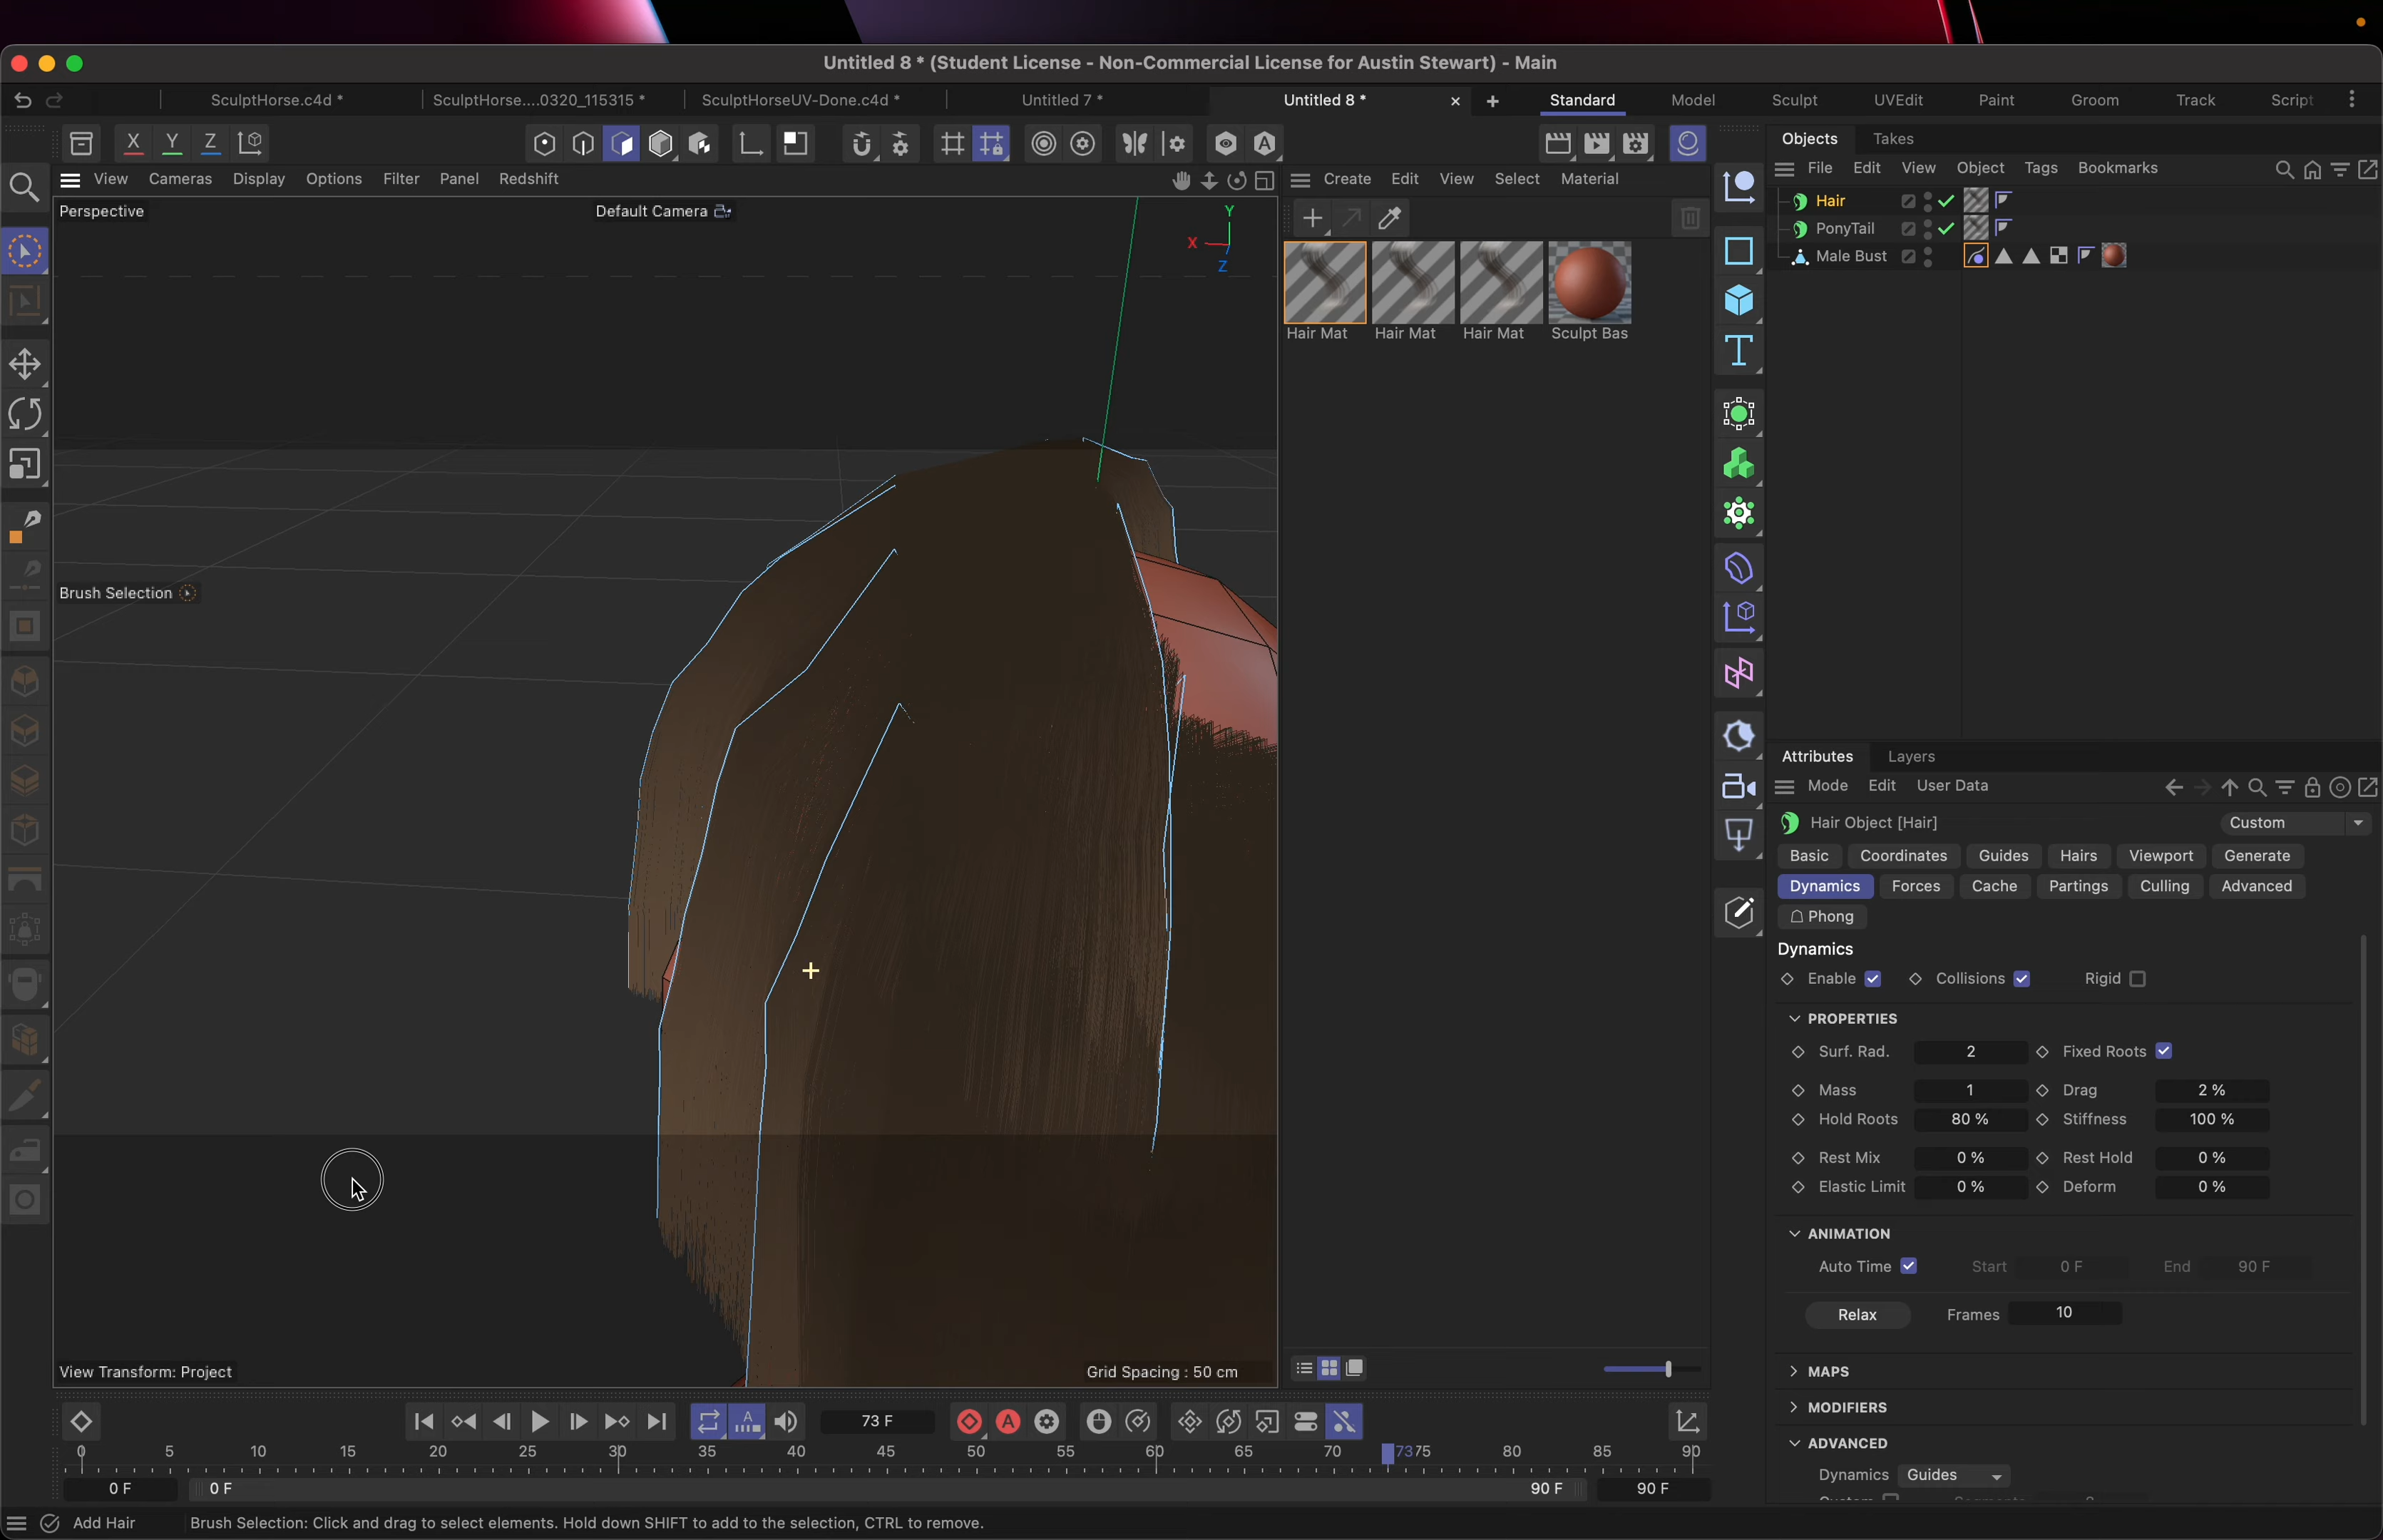 Untitled 8 * (Student License - Non-Commercial License for Austin Stewart) - Main
SculptHorse.c4d * SculptHorse....0320_115315 * SculptHorseUV-Done.c4d * Untitled 7 * Untitled 8 * Standard Model Sculpt UVEdit Paint Groom Track Script
X Y Z
Objects Takes
File Edit View Object Tags Bookmarks
View Cameras Display Options Filter Panel Redshift
Create Edit View Select Material
Perspective
Default Camera
Y
X
Z
Hair
PonyTail
Male Bust
Hair Mat Hair Mat Hair Mat Sculpt Bas
Brush Selection
View Transform: Project
Grid Spacing : 50 cm
Attributes Layers
Mode Edit User Data
Hair Object [Hair]
Custom
Basic Coordinates Guides Hairs Viewport Generate
Dynamics Forces Cache Partings Culling Advanced
Phong
Dynamics
Enable Collisions Rigid
PROPERTIES
Surf. Rad. 2 Fixed Roots
Mass 1 Drag 2 %
Hold Roots 80 % Stiffness 100 %
Rest Mix 0 % Rest Hold 0 %
Elastic Limit 0 % Deform 0 %
ANIMATION
Auto Time Start 0 F End 90 F
Relax Frames 10
MAPS
MODIFIERS
ADVANCED
Dynamics Guides
73 F
0 5 10 15 20 25 30 35 40 45 50 55 60 65 70 7375 80 85 90
0 F 0 F 90 F 90 F
Add Hair
Brush Selection: Click and drag to select elements. Hold down SHIFT to add to the selection, CTRL to remove.